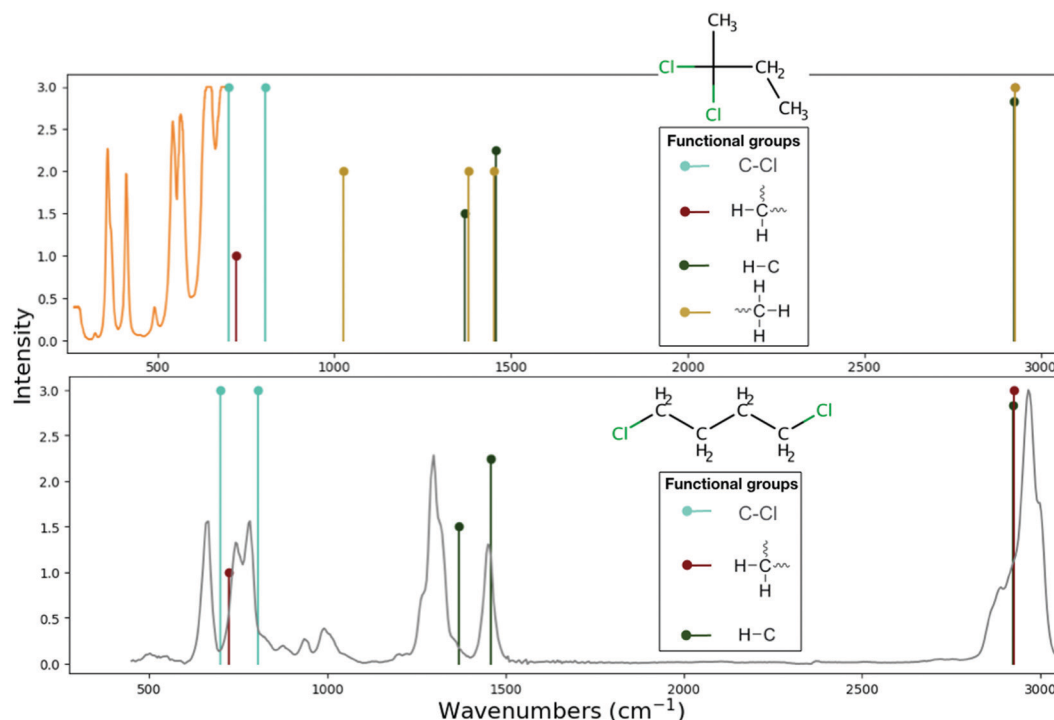 CH3
Cl
CH2
CH3
Cl
3.0
2.5
2.0
1.5
1.0
0.5
0.0
Functional groups
C-Cl
H-C
H
H-C
H
C-H
H
500
1000
1500
2000
2500
3000
Intensity
3.0
2.5
2.0
1.5
1.0
0.5
0.0
H2
C
H2
C
Cl
Cl
C
H2
C
H2
Functional groups
C-Cl
H-C
H
H-C
500
1000
1500
2000
2500
3000
Wavenumbers (cm−1)